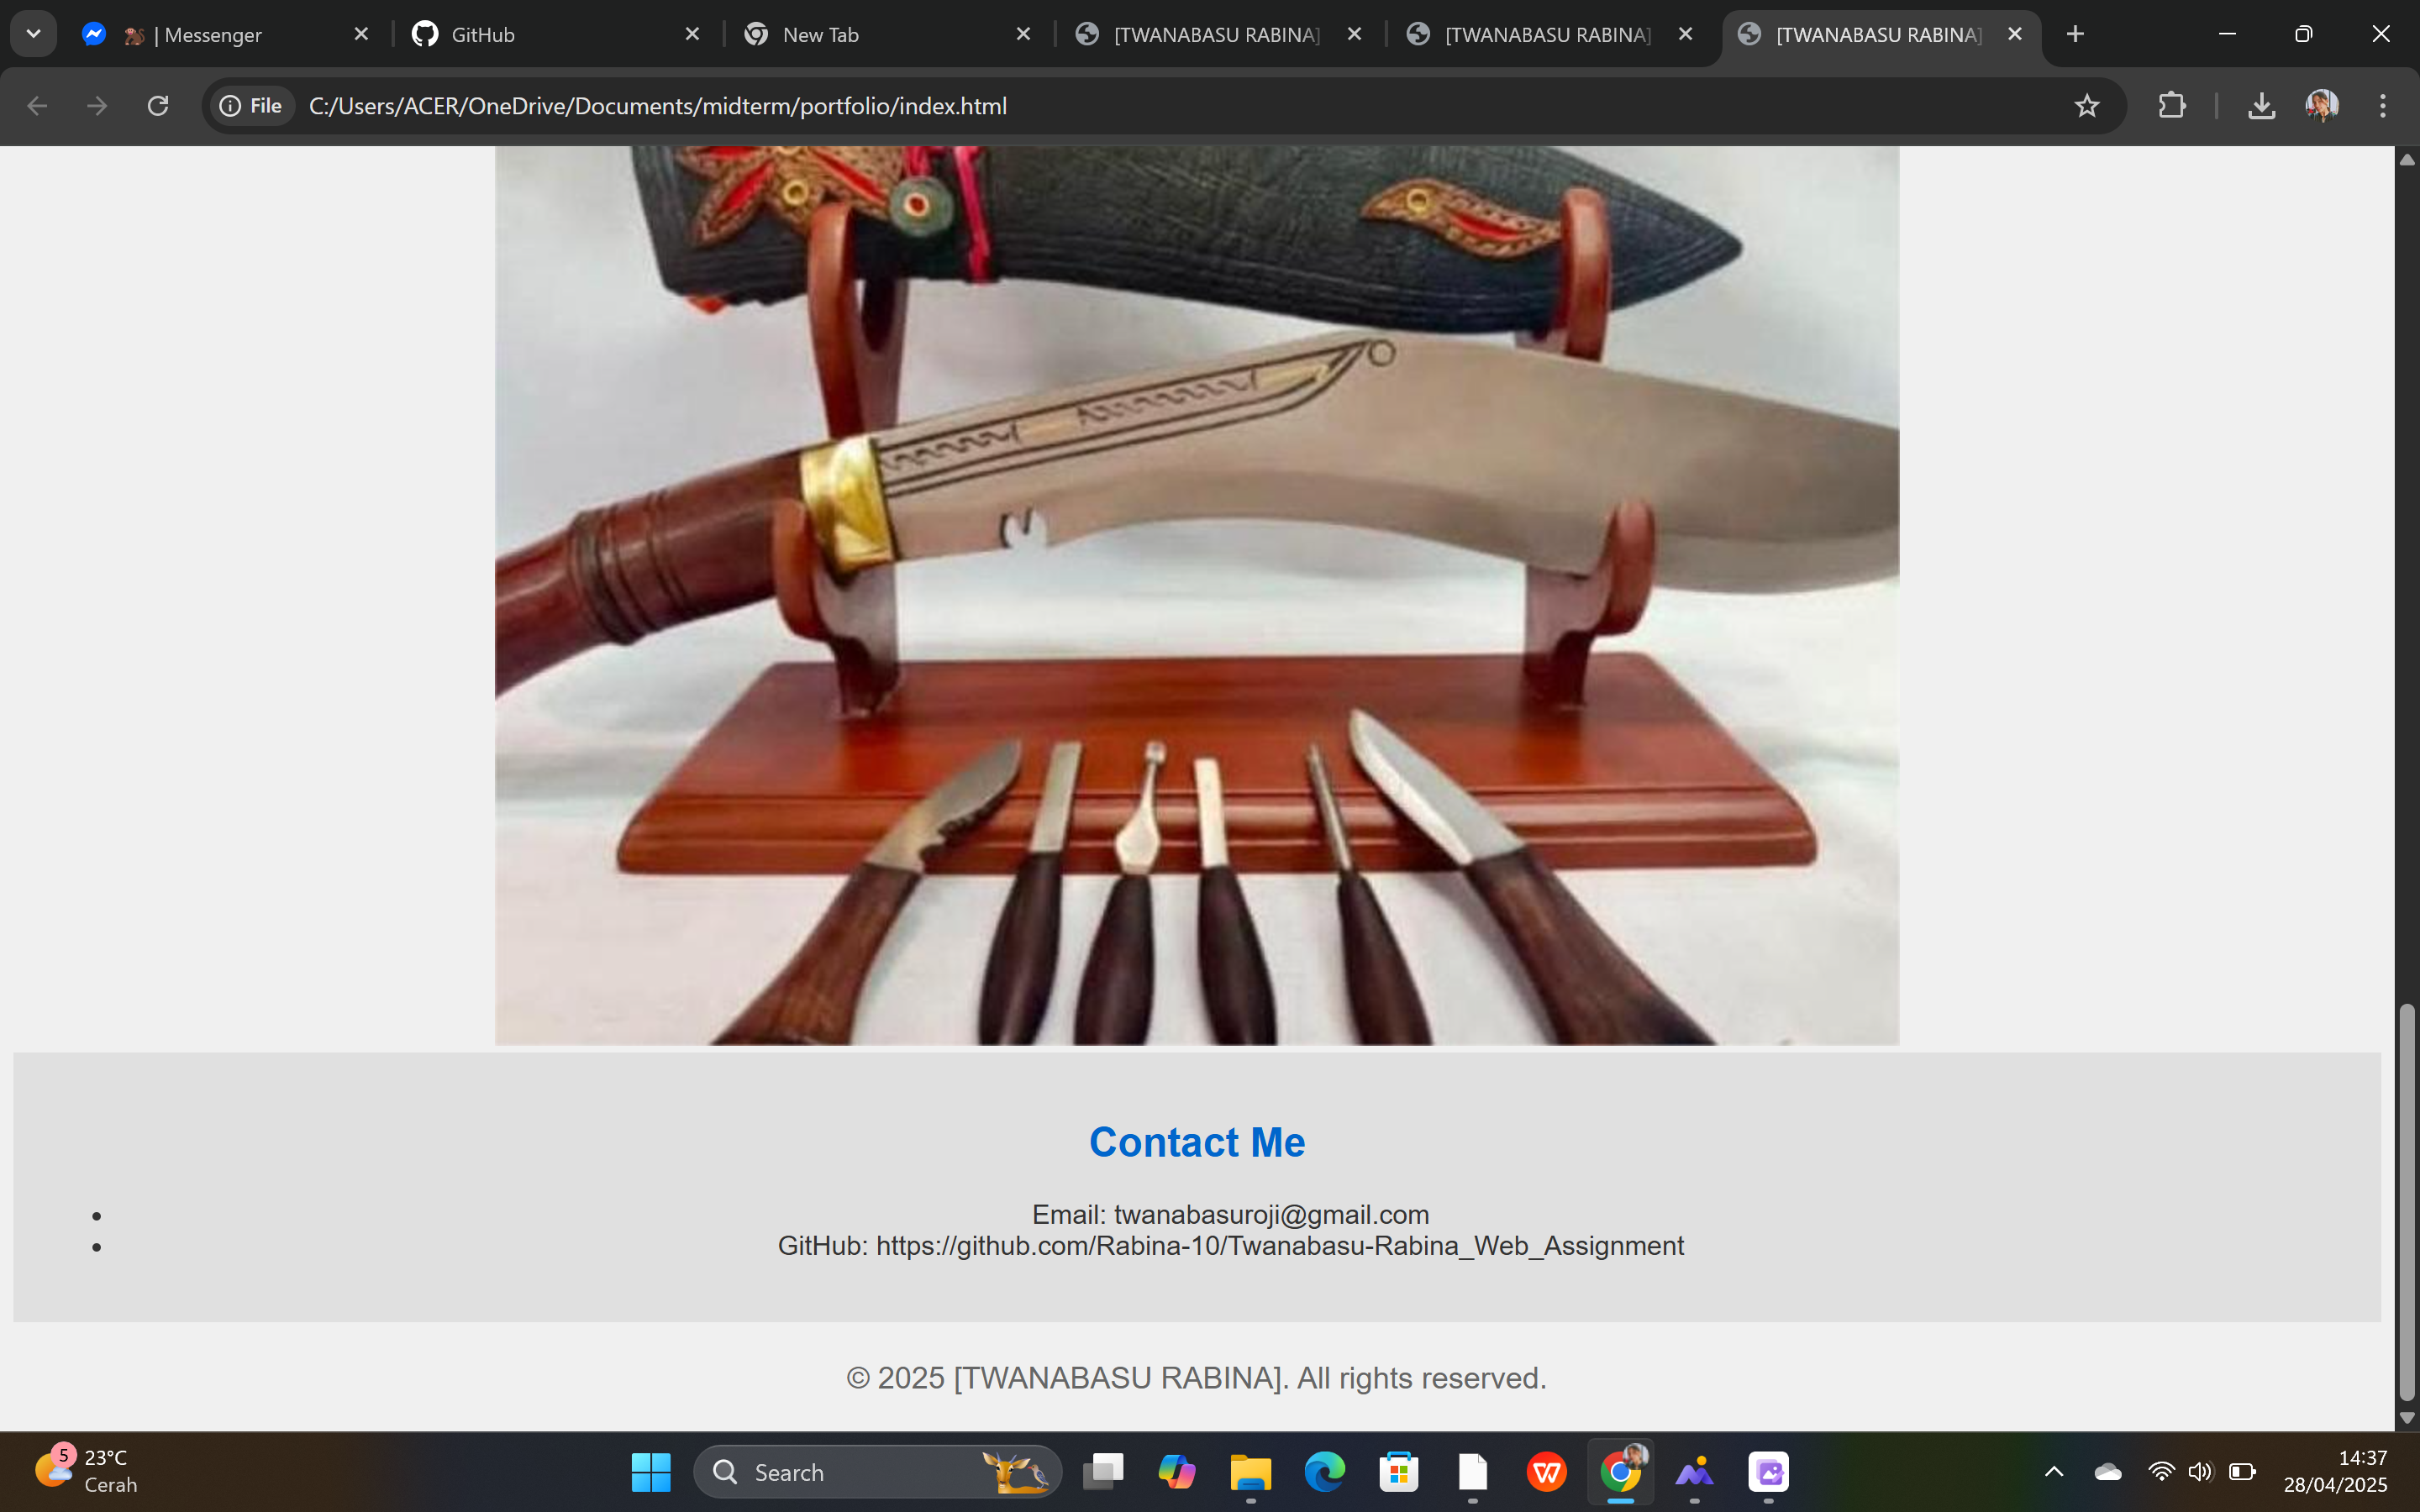 | Messenger
GitHub
New Tab
[TWANABASU RABINA]
[TWANABASU RABINA]
[TWANABASU RABINA]
File
C:/Users/ACER/OneDrive/Documents/midterm/portfolio/index.html
Contact Me
• Email: twanabasuroji@gmail.com
• GitHub: https://github.com/Rabina-10/Twanabasu-Rabina_Web_Assignment
© 2025 [TWANABASU RABINA]. All rights reserved.
5
23°C
Cerah
Search
14:37
28/04/2025